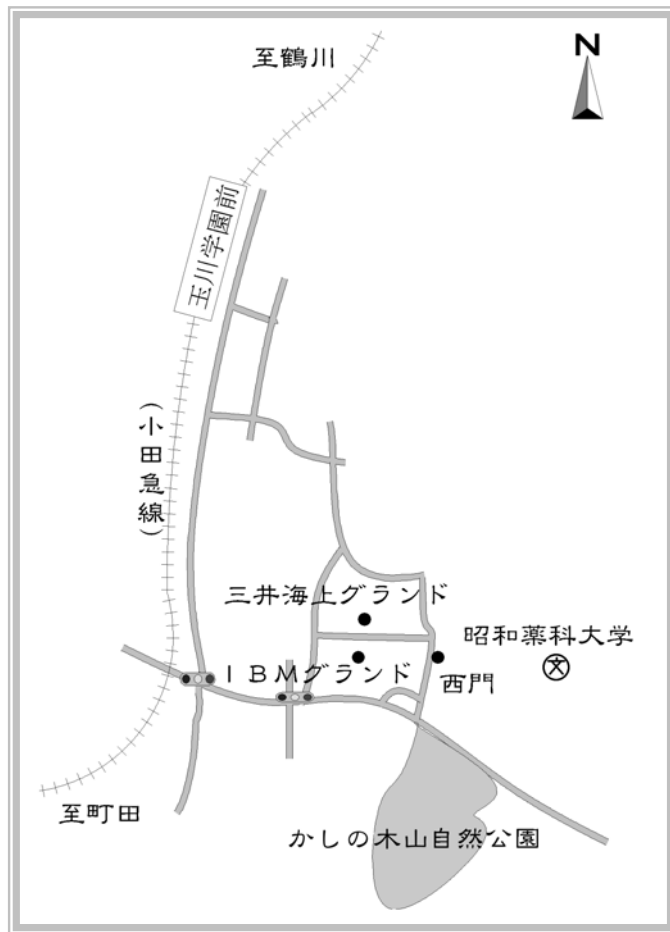 至鶴川
N
玉川学園前
(小田急線)
三井海上グランド
昭和薬科大学
文
IBMグランド
西門
至町田
かしの木山自然公園